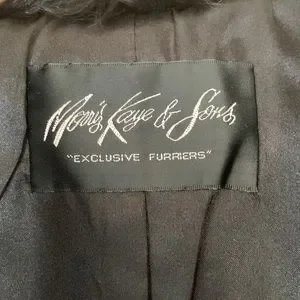 Morris Kaye & Sons
"EXCLUSIVE FURRIERS"